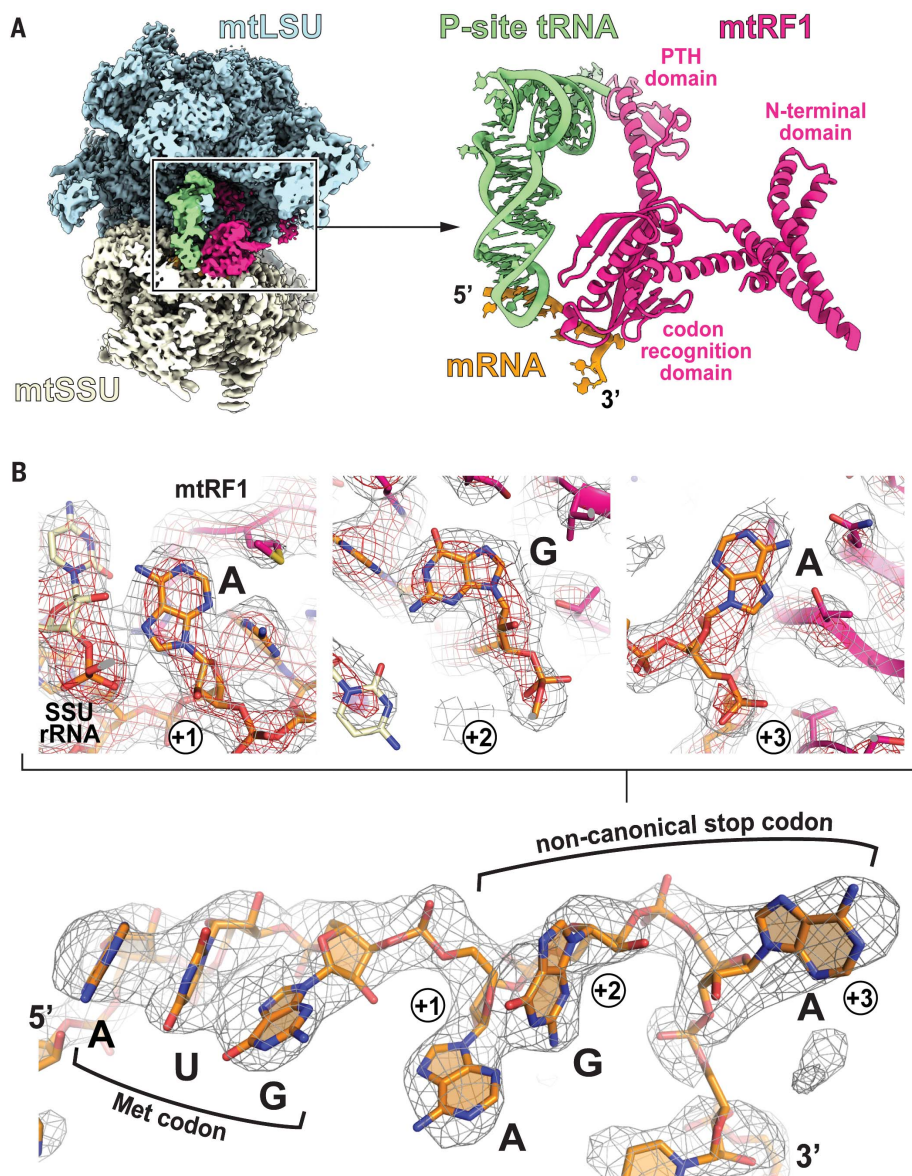 A
mtLSU
mtSSU
P-site tRNA
mtRF1
PTH
domain
N-terminal
domain
5’
mRNA
codon
recognition
domain
3’
B
mtRF1
A
SSU
rRNA
+1
G
+2
A
+3
non-canonical stop codon
5’
A
U
G
Met codon
+1
A
+2
G
A
+3
3’